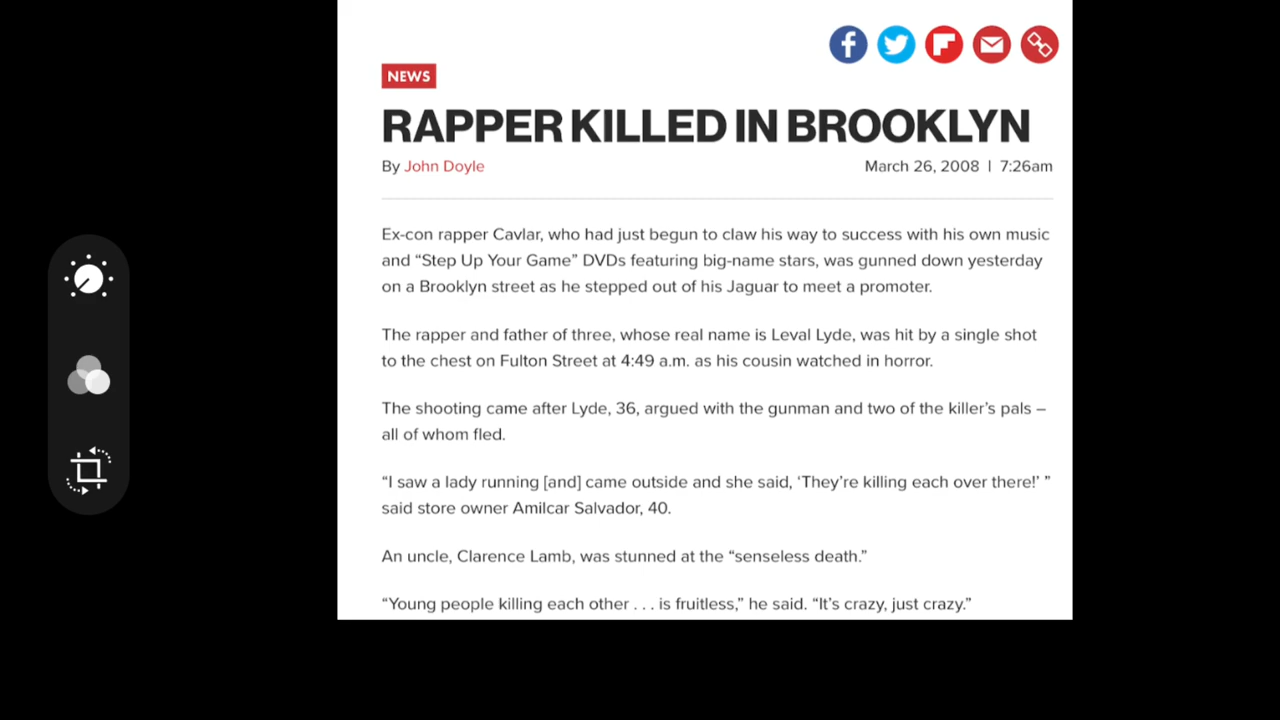 NEWS
RAPPER KILLED IN BROOKLYN
By John Doyle
March 26, 2008 | 7:26am
Ex-con rapper Cavlar, who had just begun to claw his way to success with his own music
and “Step Up Your Game” DVDs featuring big-name stars, was gunned down yesterday
on a Brooklyn street as he stepped out of his Jaguar to meet a promoter.
The rapper and father of three, whose real name is Leval Lyde, was hit by a single shot
to the chest on Fulton Street at 4:49 a.m. as his cousin watched in horror.
The shooting came after Lyde, 36, argued with the gunman and two of the killer’s pals –
all of whom fled.
“I saw a lady running [and] came outside and she said, ‘They’re killing each over there!’ ”
said store owner Amilcar Salvador, 40.
An uncle, Clarence Lamb, was stunned at the “senseless death.”
“Young people killing each other . . . is fruitless,” he said. “It’s crazy, just crazy.”